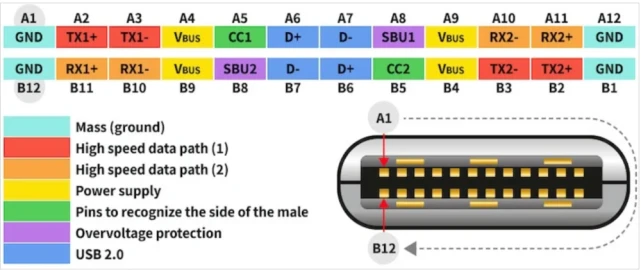 A1 A2 A3 A4 A5 A6 A7 A8 A9 A10 A11 A12
GND TX1+ TX1- VBUS CC1 D+ D- SBU1 VBUS RX2- RX2+ GND
GND RX1+ RX1- VBUS SBU2 D- D+ CC2 VBUS TX2- TX2+ GND
B12 B11 B10 B9 B8 B7 B6 B5 B4 B3 B2 B1
Mass (ground)
High speed data path (1)
High speed data path (2)
Power supply
Pins to recognize the side of the male
Overvoltage protection
USB 2.0
A1
B12